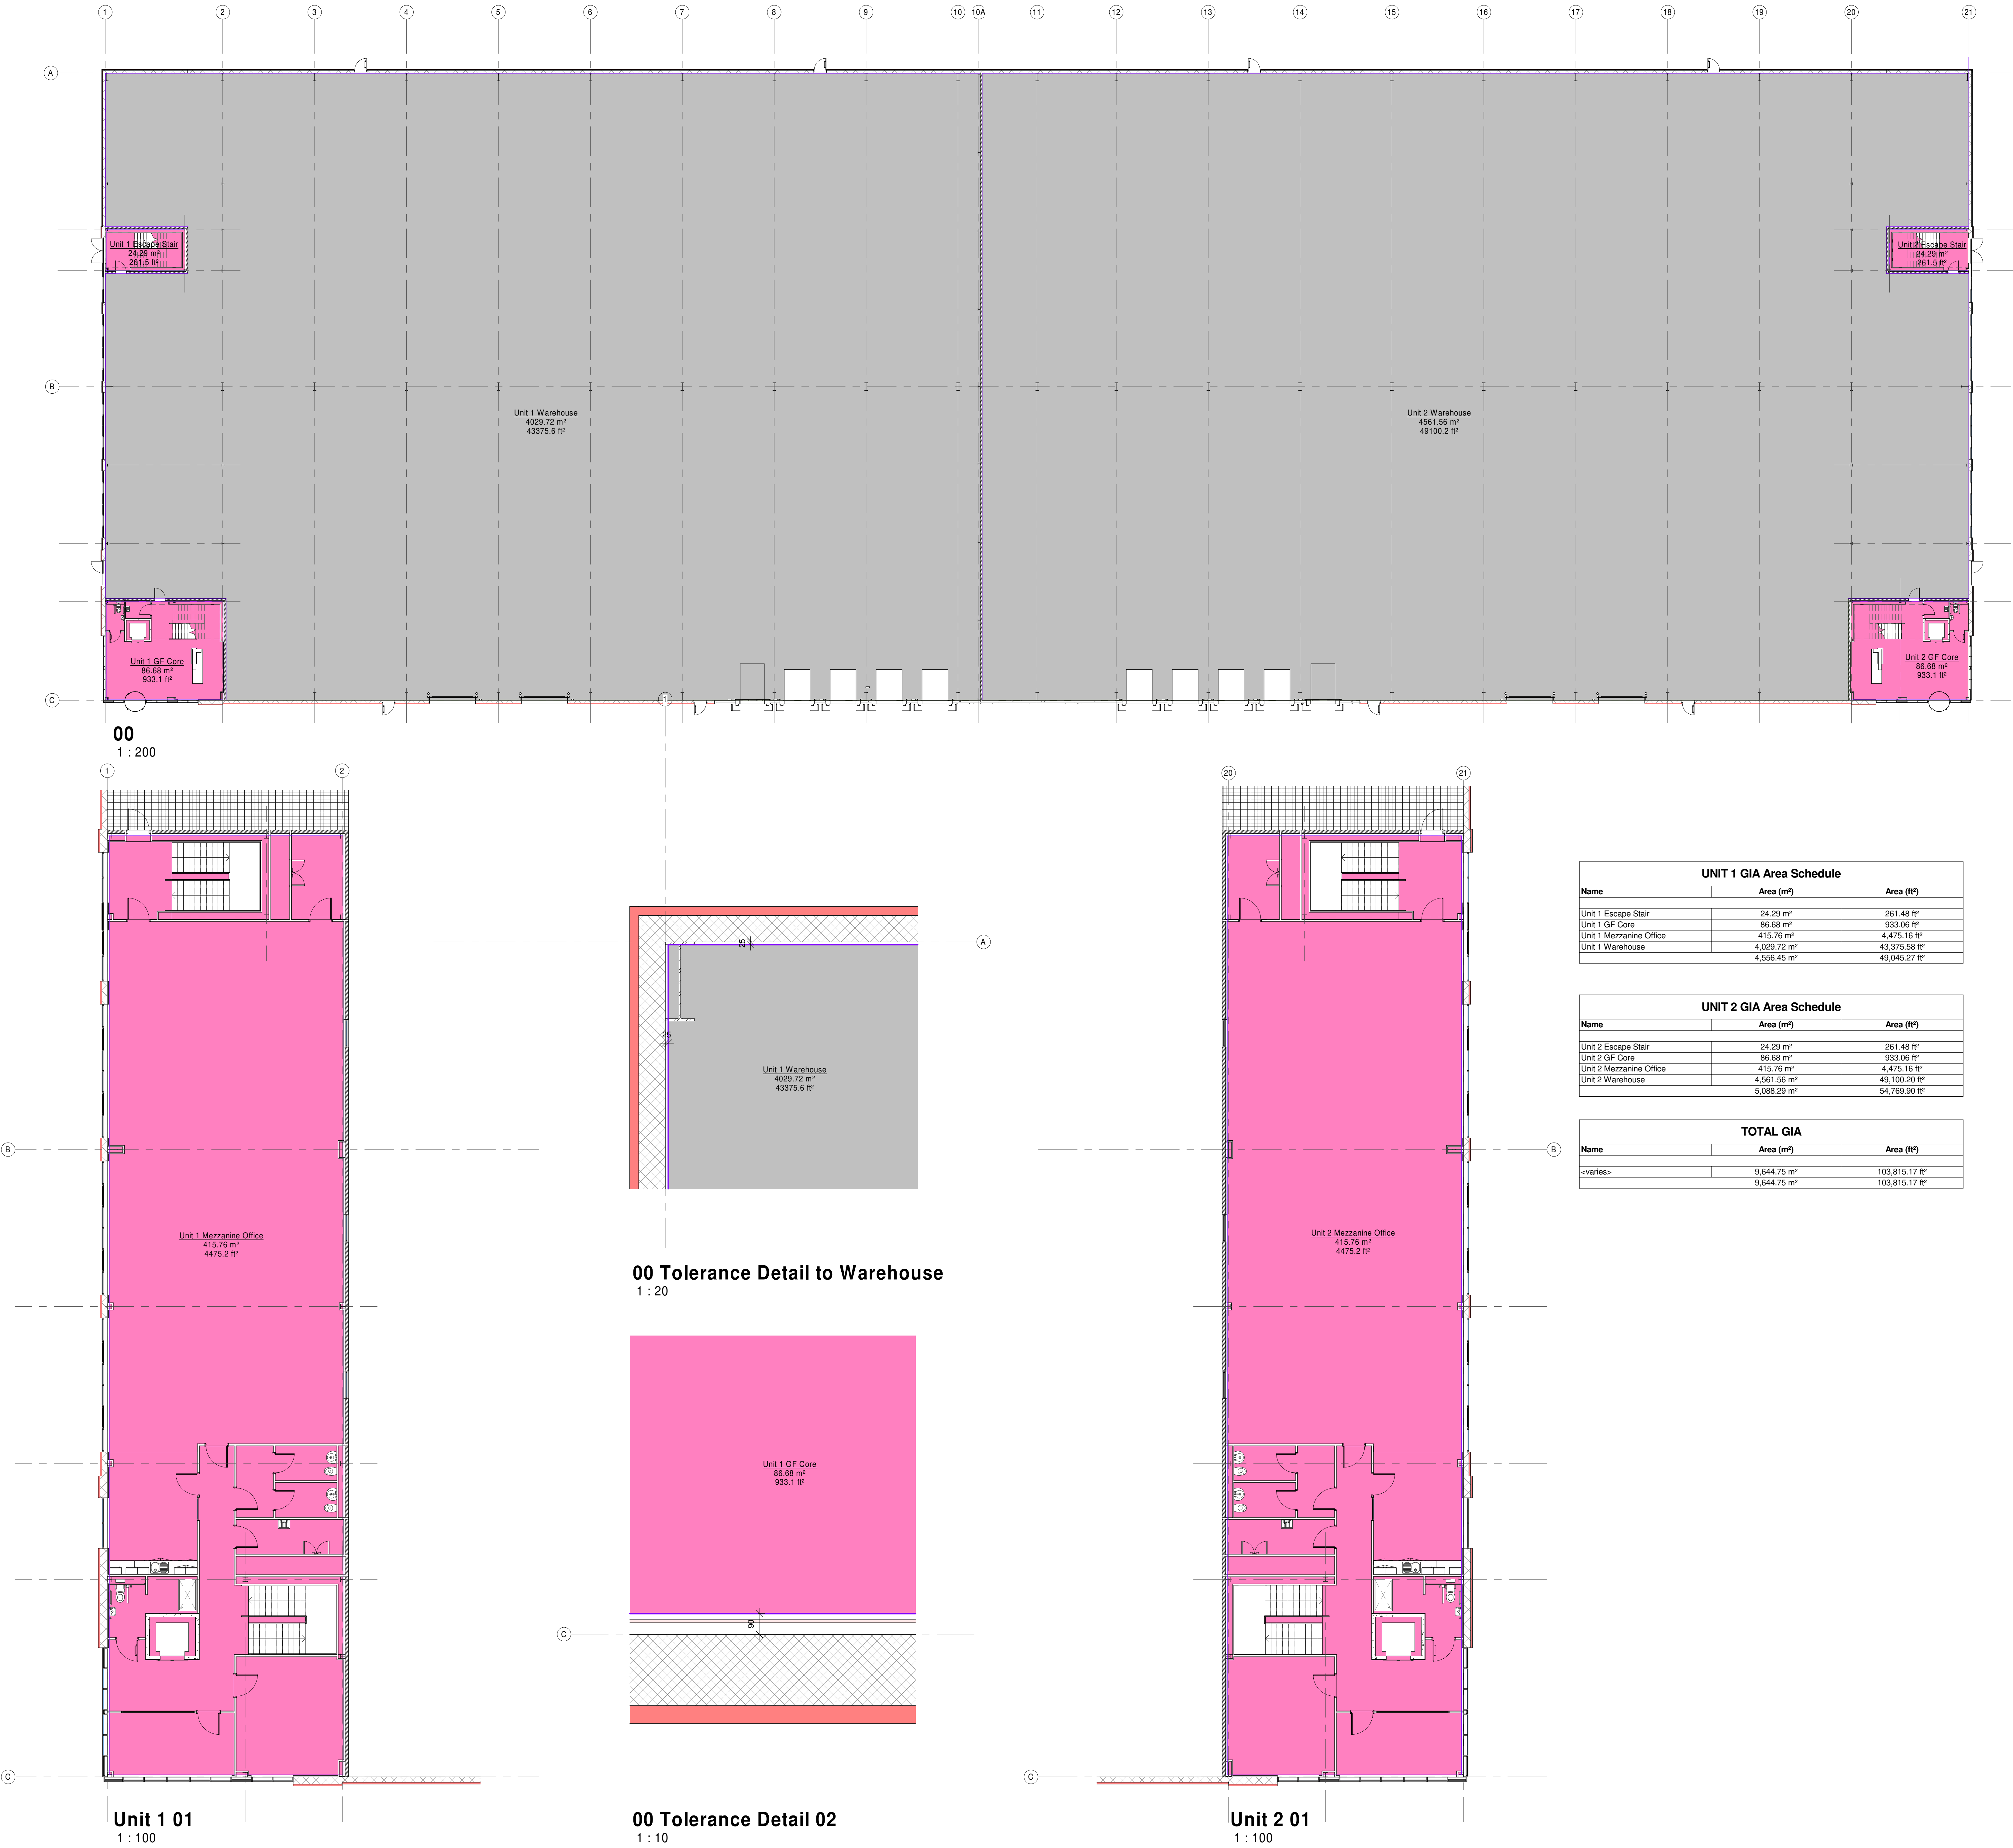 1 2 3 4 5 6 7 8 9 10 10A 11 12 13 14 15 16 17 18 19 20 21
A
Unit 1 Escape Stair
24.29 m²
261.5 ft²
Unit 2 Escape Stair
24.29 m²
261.5 ft²
B
Unit 1 Warehouse
4029.72 m²
43375.6 ft²
Unit 2 Warehouse
4561.56 m²
49100.2 ft²
Unit 1 GF Core
86.68 m²
933.1 ft²
Unit 2 GF Core
86.68 m²
933.1 ft²
C
1
00
1 : 200
1 2
B
Unit 1 Mezzanine Office
415.76 m²
4475.2 ft²
C
Unit 1 01
1 : 100
A
25
25
Unit 1 Warehouse
4029.72 m²
43375.6 ft²
00 Tolerance Detail to Warehouse
1 : 20
Unit 1 GF Core
86.68 m²
933.1 ft²
90
C
00 Tolerance Detail 02
1 : 10
20 21
B
Unit 2 Mezzanine Office
415.76 m²
4475.2 ft²
C
Unit 2 01
1 : 100
UNIT 1 GIA Area Schedule
Name Area (m²) Area (ft²)
Unit 1 Escape Stair 24.29 m² 261.48 ft²
Unit 1 GF Core 86.68 m² 933.06 ft²
Unit 1 Mezzanine Office 415.76 m² 4,475.16 ft²
Unit 1 Warehouse 4,029.72 m² 43,375.58 ft²
4,556.45 m² 49,045.27 ft²
UNIT 2 GIA Area Schedule
Name Area (m²) Area (ft²)
Unit 2 Escape Stair 24.29 m² 261.48 ft²
Unit 2 GF Core 86.68 m² 933.06 ft²
Unit 2 Mezzanine Office 415.76 m² 4,475.16 ft²
Unit 2 Warehouse 4,561.56 m² 49,100.20 ft²
5,088.29 m² 54,769.90 ft²
TOTAL GIA
Name Area (m²) Area (ft²)
<varies> 9,644.75 m² 103,815.17 ft²
9,644.75 m² 103,815.17 ft²